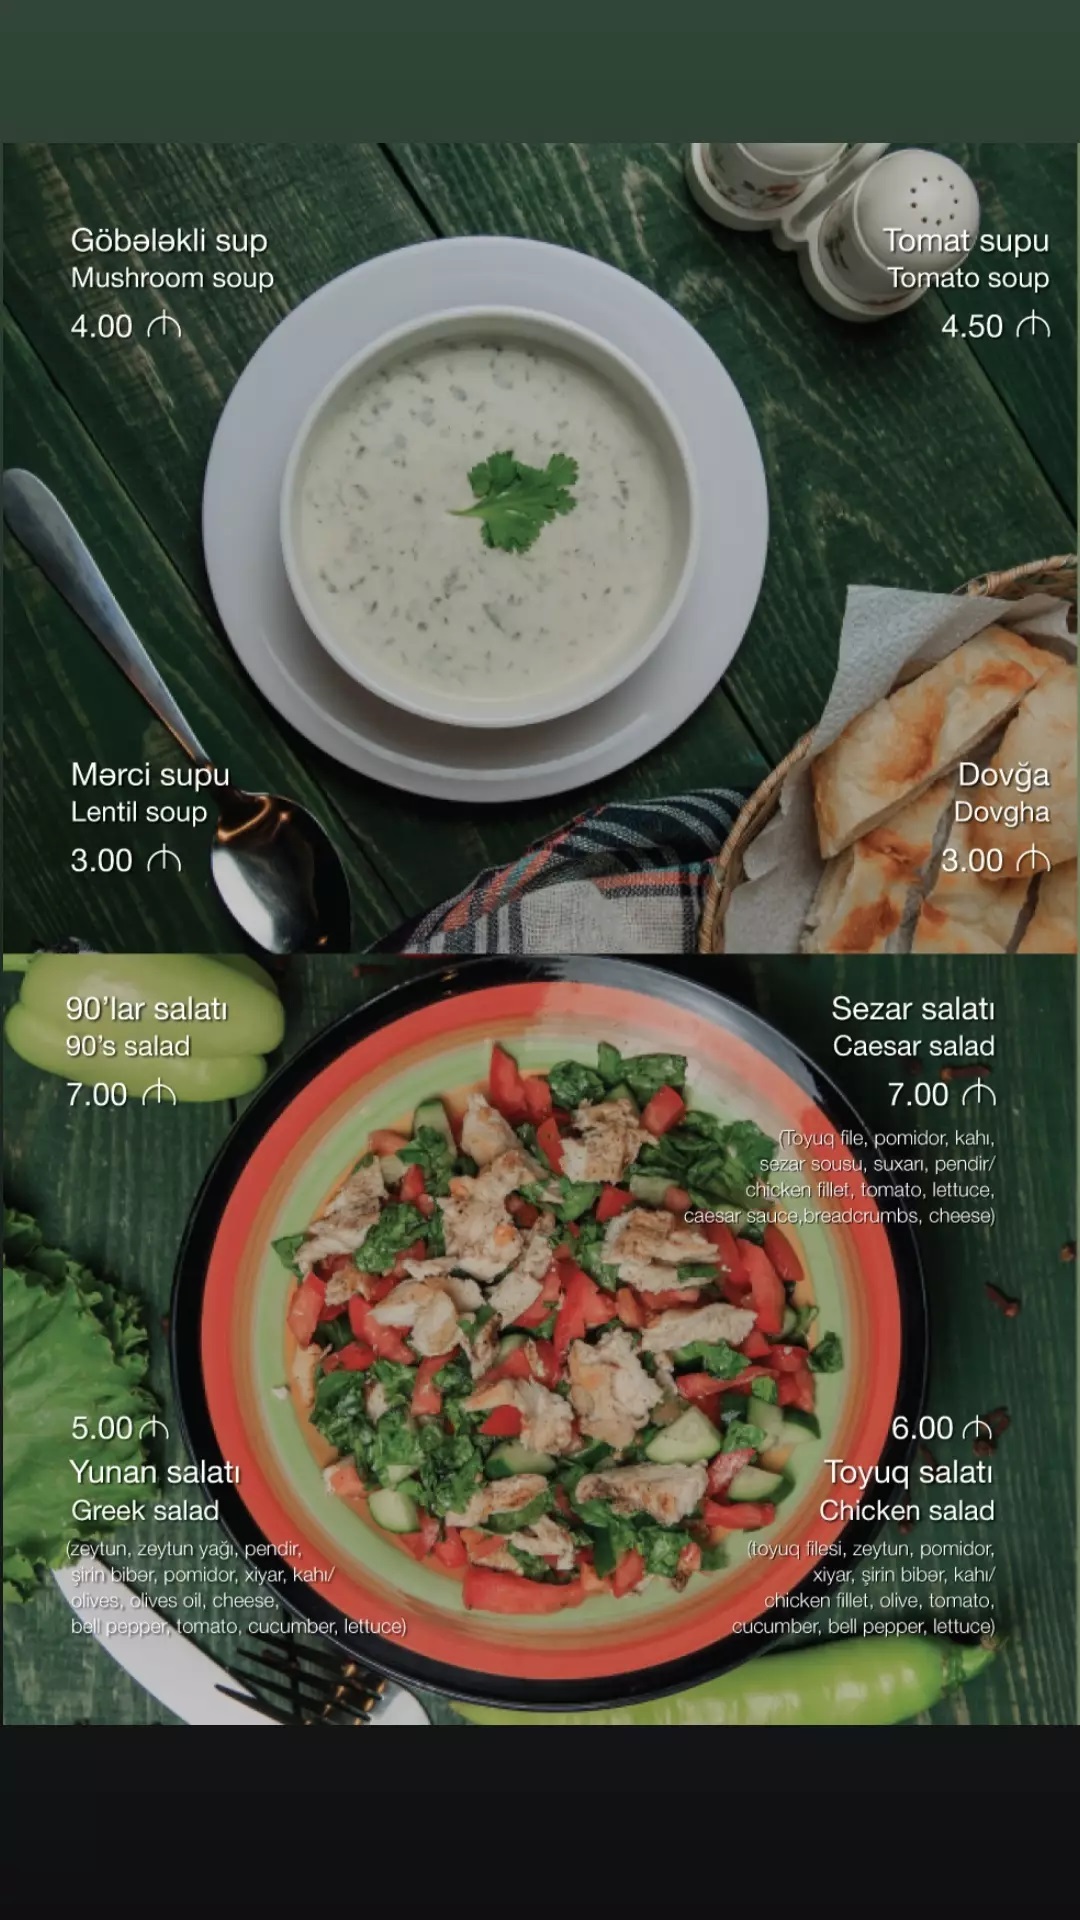 Göbələkli sup
Mushroom soup
4.00 ₼
Tomat supu
Tomato soup
4.50 ₼
Mərci supu
Lentil soup
3.00 ₼
Dovğa
Dovgha
3.00 ₼
90’lar salatı
90’s salad
7.00 ₼
Sezar salatı
Caesar salad
7.00 ₼
(Toyuq file, pomidor, kahı,
sezar sousu, suxarı, pendir/
chicken fillet, tomato, lettuce,
caesar sauce,breadcrumbs, cheese)
5.00 ₼
Yunan salatı
Greek salad
(zeytun, zeytun yağı, pendir,
şirin bibər, pomidor, xiyar, kahı/
olives, olives oil, cheese,
bell pepper, tomato, cucumber, lettuce)
6.00 ₼
Toyuq salatı
Chicken salad
(toyuq filesi, zeytun, pomidor,
xiyar, şirin bibər, kahı/
chicken fillet, olive, tomato,
cucumber, bell pepper, lettuce)